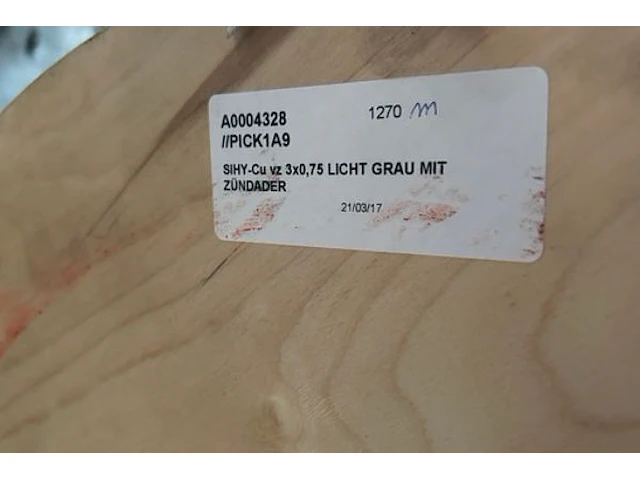 A0004328 1270 m
//PICK1A9
SIHY-Cu vz 3x0,75 LICHT GRAU MIT
ZÜNDADER
21/03/17